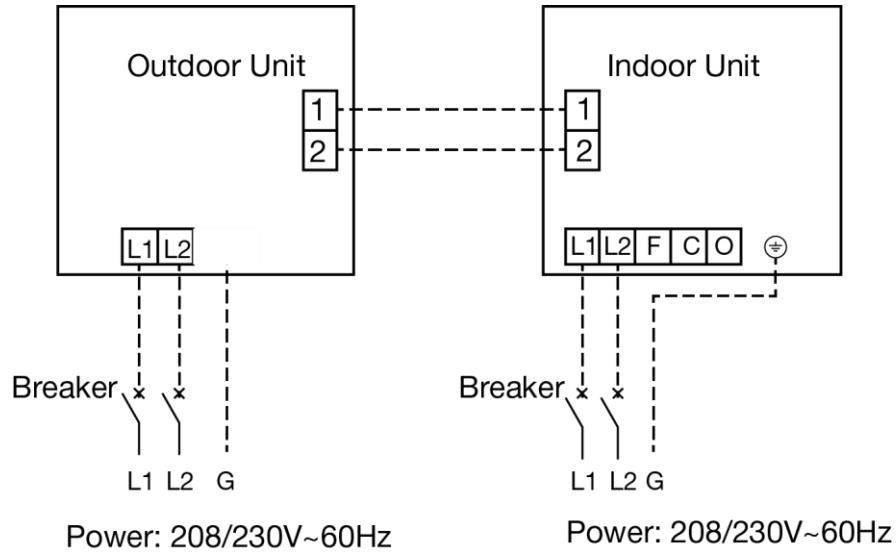 Outdoor Unit
1
2
L1 L2
Breaker
L1 L2 G
Power: 208/230V~60Hz
Indoor Unit
1
2
L1 L2 F C O
Breaker
L1 L2 G
Power: 208/230V~60Hz